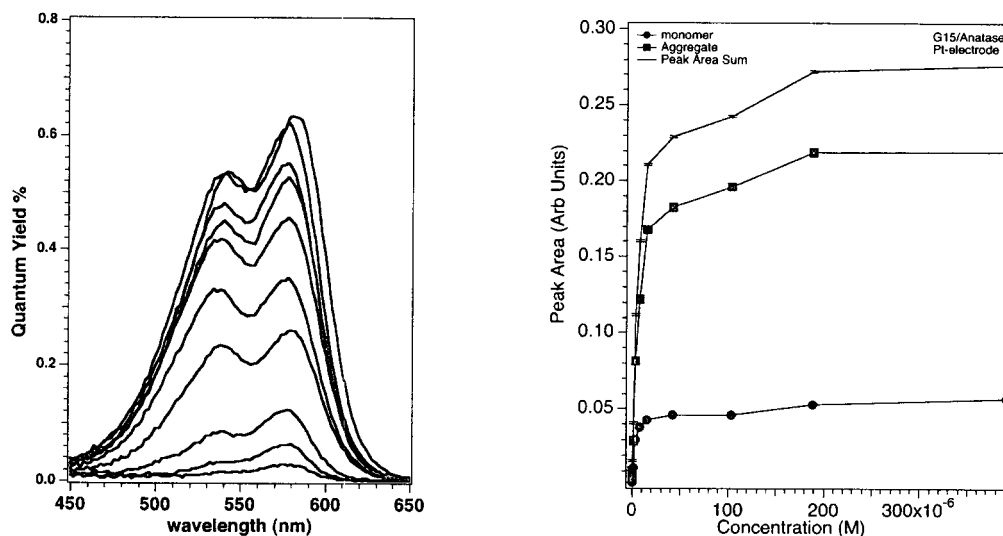 0.8
0.6
0.4
0.2
0.0
Quantum Yield %
450
500
550
600
650
wavelength (nm)
0.30
0.25
0.20
0.15
0.10
0.05
Peak Area (Arb Units)
monomer
Aggregate
Peak Area Sum
G15/Anatase
Pt-electrode
0
100
200
300x10-6
Concentration (M)